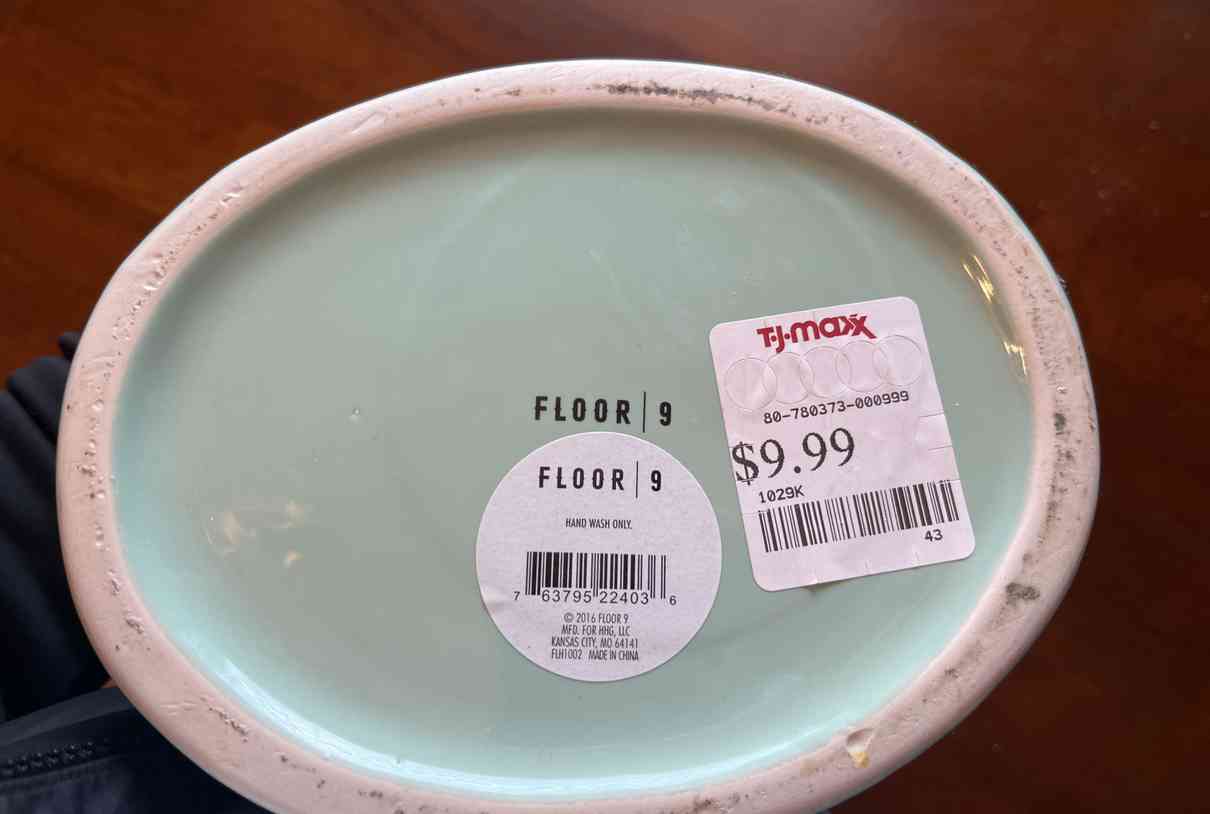 FLOOR | 9
FLOOR | 9
HAND WASH ONLY.
7 63795 22403 6
© 2016 FLOOR 9
MFD. FOR HHG, LLC
KANSAS CITY, MO 64141
FLH1002 MADE IN CHINA
T·J·maxx
80-780373-000999
$9.99
1029K
43